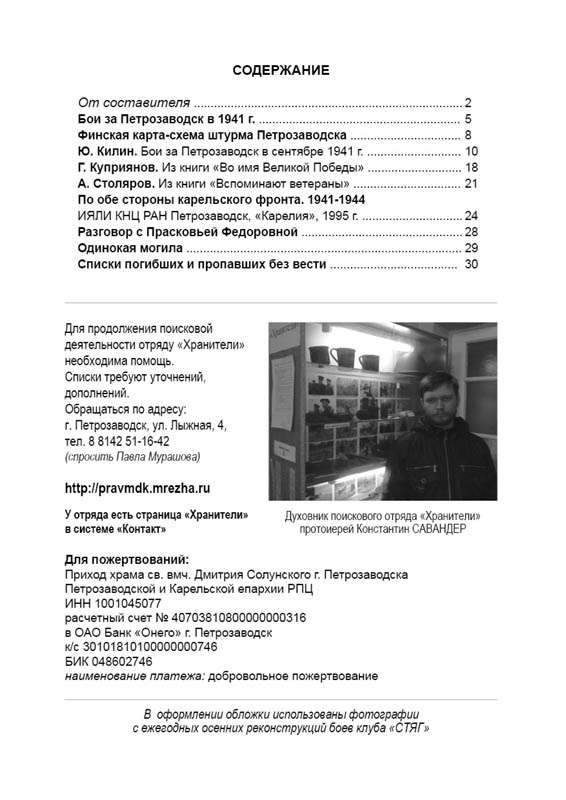 СОДЕРЖАНИЕ
От составителя ........................................................................... 2
Бои за Петрозаводск в 1941 г. ........................................................ 5
Финская карта-схема штурма Петрозаводска ............................... 8
Ю. Килин. Бои за Петрозаводск в сентябре 1941 г. .......................... 10
Г. Куприянов. Из книги «Во имя Великой Победы» .......................... 18
А. Столяров. Из книги «Вспоминают ветераны» .............................. 21
По обе стороны карельского фронта. 1941-1944
ИЯЛИ КНЦ РАН Петрозаводск, «Карелия», 1995 г. ............................ 24
Разговор с Прасковьей Федоровной ............................................. 28
Одинокая могила ............................................................................. 29
Списки погибших и пропавших без вести .................................... 30
Для продолжения поисковой
деятельности отряду «Хранители»
необходима помощь.
Списки требуют уточнений,
дополнений.
Обращаться по адресу:
г. Петрозаводск, ул. Лыжная, 4,
тел. 8 8142 51-16-42
(спросить Павла Мурашова)
http://pravmdk.mrezha.ru
У отряда есть страница «Хранители»
в системе «Контакт»
Духовник поискового отряда «Хранители»
протоиерей Константин САВАНДЕР
Для пожертвований:
Приход храма св. вмч. Дмитрия Солунского г. Петрозаводска
Петрозаводской и Карельской епархии РПЦ
ИНН 1001045077
расчетный счет № 40703810800000000316
в ОАО Банк «Онего» г. Петрозаводск
к/с 30101810100000000746
БИК 048602746
наименование платежа: добровольное пожертвование
В оформлении обложки использованы фотографии
с ежегодных осенних реконструкций боев клуба «СТЯГ»